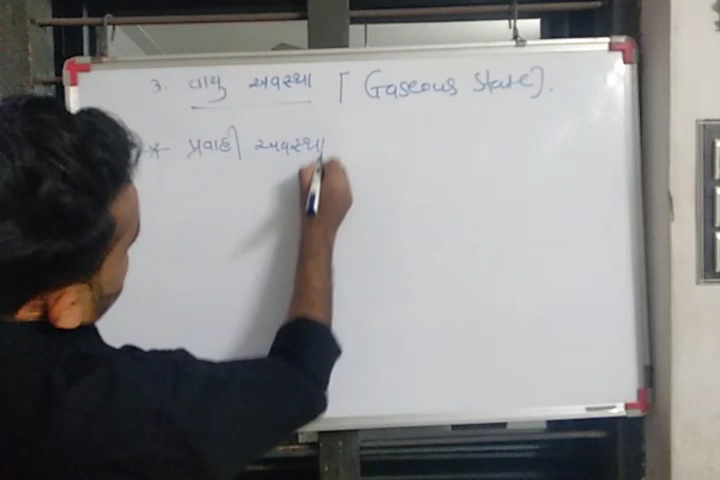 3. વાયુ અવસ્થા [ Gaseous State].
-*- પ્રવાહી અવસ્થા